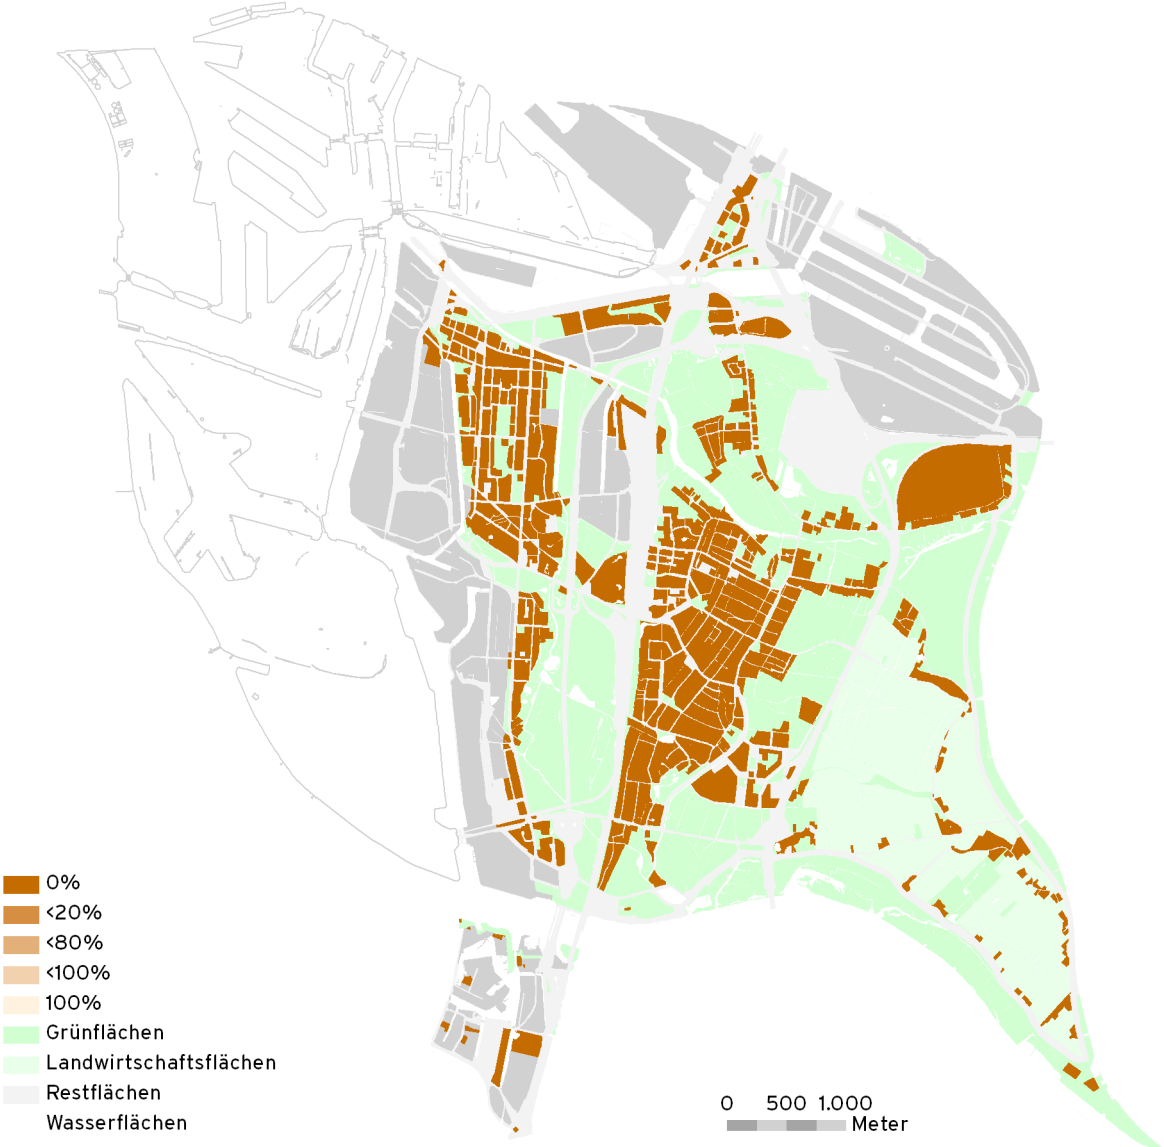 0%
<20%
<80%
<100%
100%
Grünflächen
Landwirtschaftsflächen
Restflächen
Wasserflächen
0 500 1.000
Meter